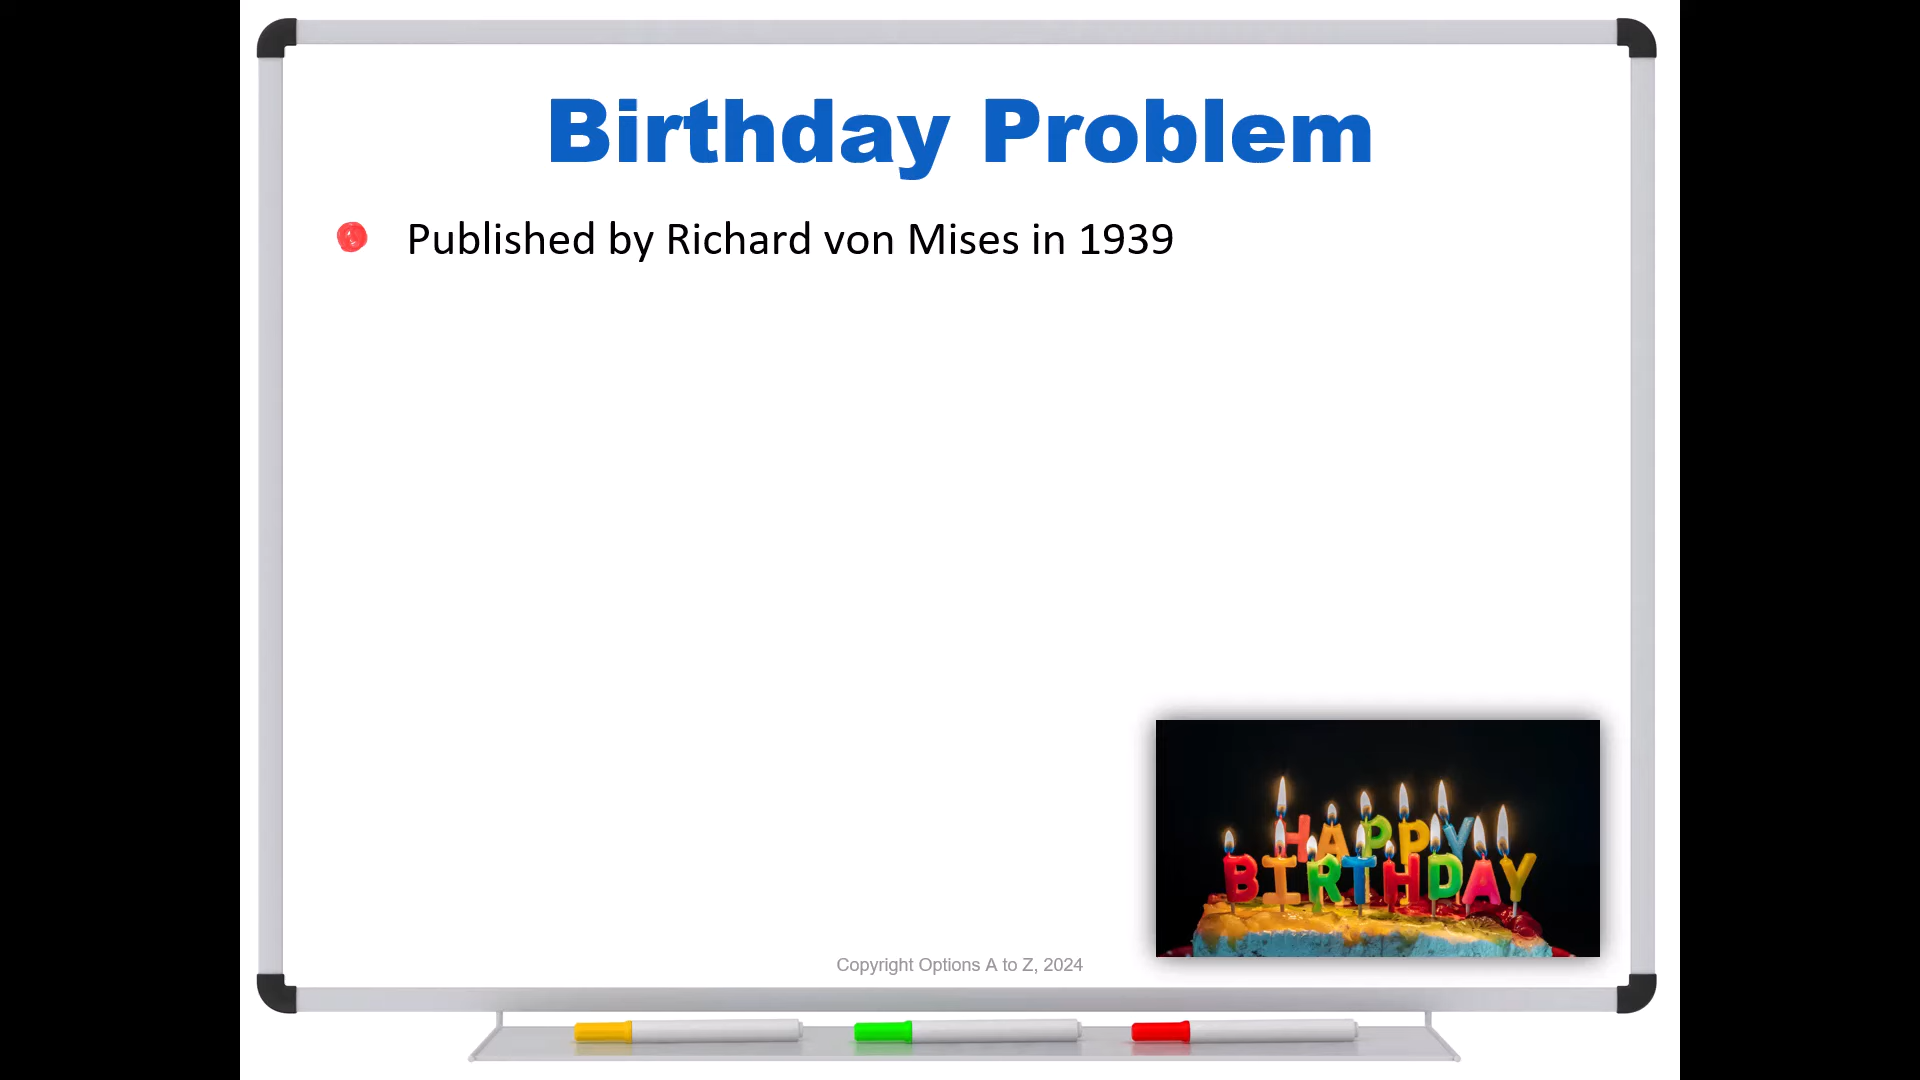 Birthday Problem
Published by Richard von Mises in 1939
HAPPY
BIRTHDAY
Copyright Options A to Z, 2024